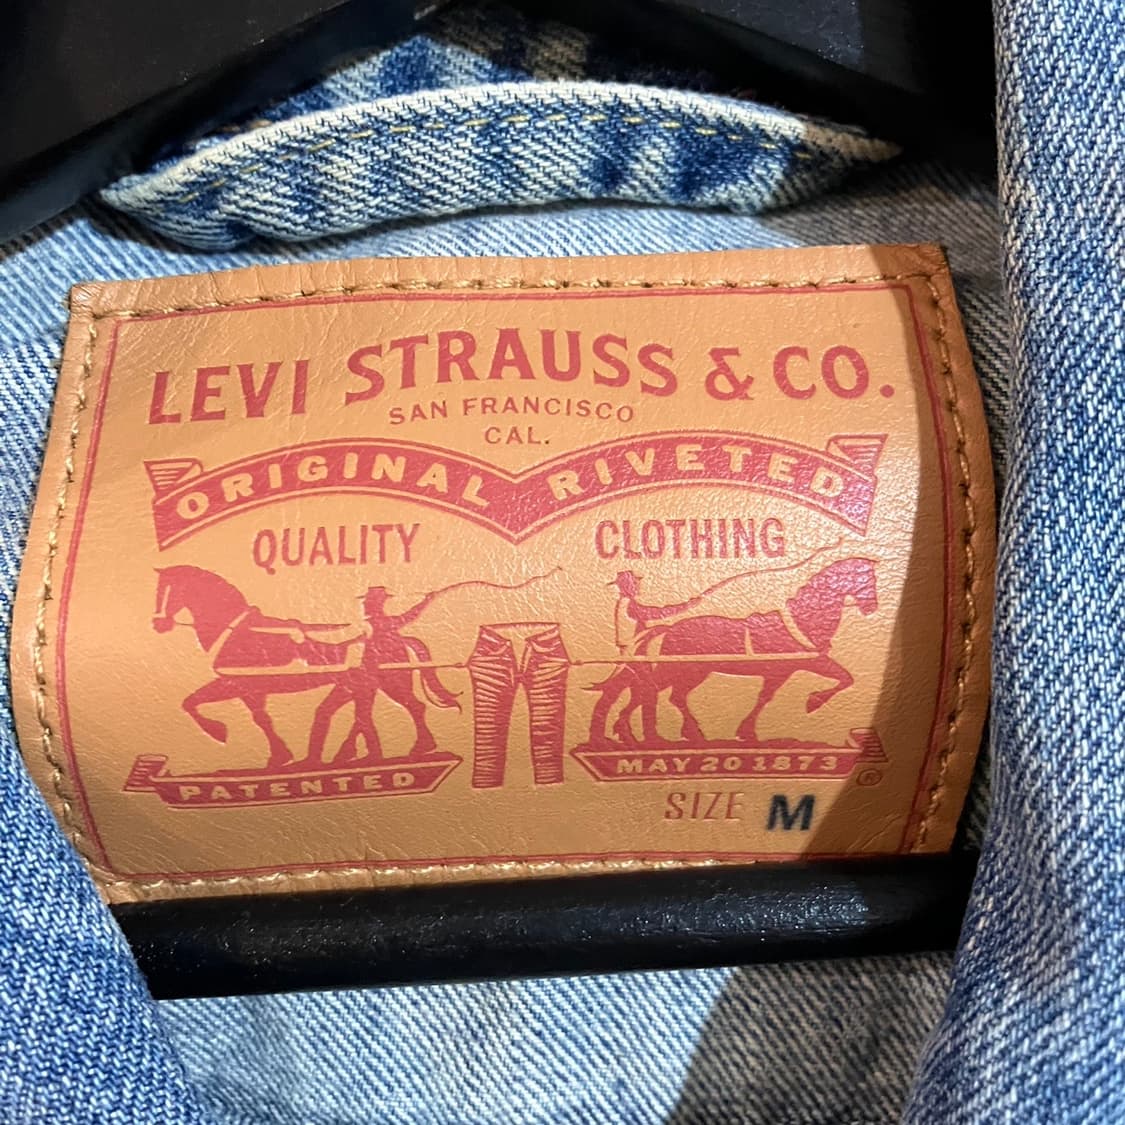 LEVI STRAUSS & CO.
SAN FRANCISCO
CAL.
ORIGINAL RIVETED
QUALITY CLOTHING
PATENTED MAY 20 1873
®
SIZE M